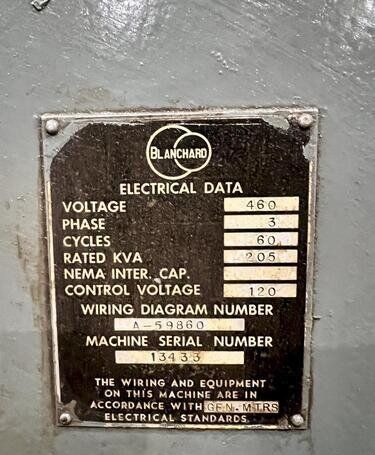 BLANCHARD
ELECTRICAL DATA
VOLTAGE 460
PHASE 3
CYCLES 60
RATED KVA 205
NEMA INTER. CAP.
CONTROL VOLTAGE 120
WIRING DIAGRAM NUMBER
A-59860
MACHINE SERIAL NUMBER
13433
THE WIRING AND EQUIPMENT
ON THIS MACHINE ARE IN
ACCORDANCE WITH GEN. MTRS
ELECTRICAL STANDARDS.